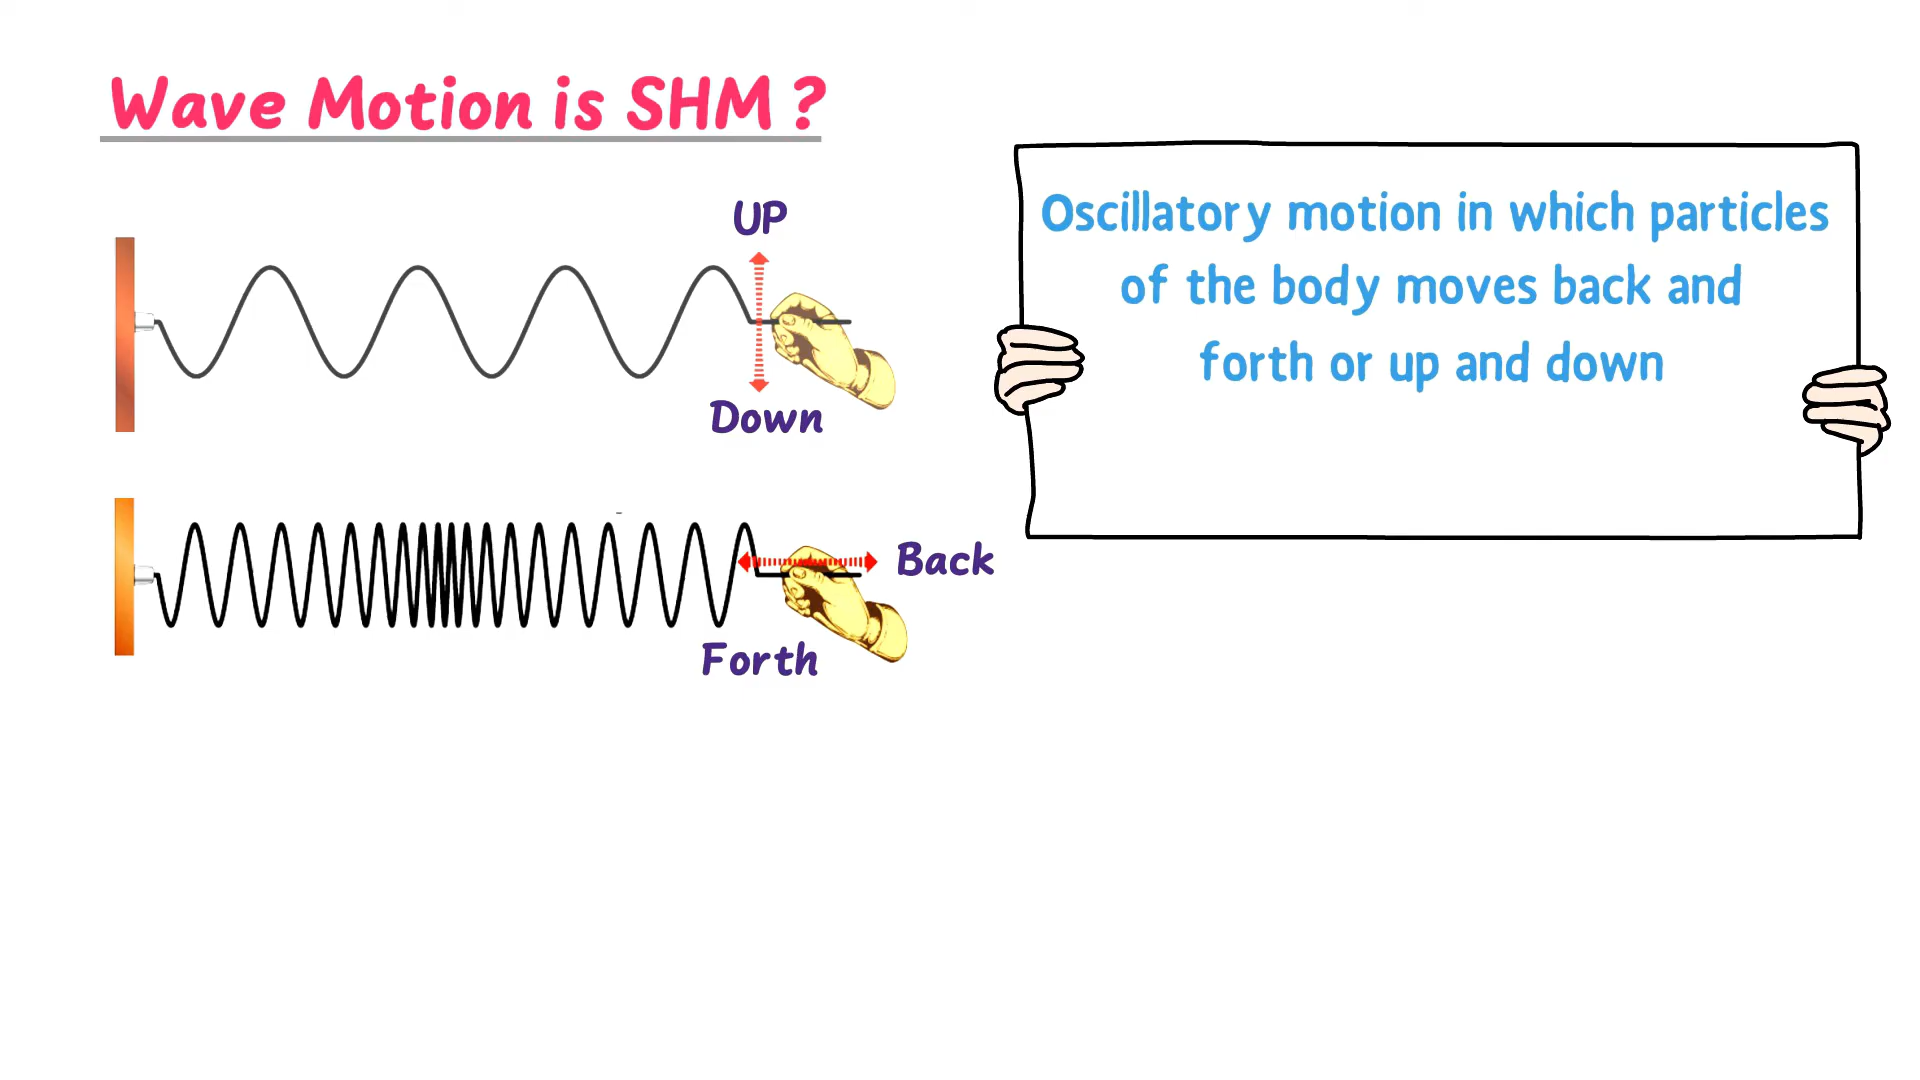 Wave Motion is SHM ?
UP
Down
Back
Forth
Oscillatory motion in which particles
of the body moves back and
forth or up and down